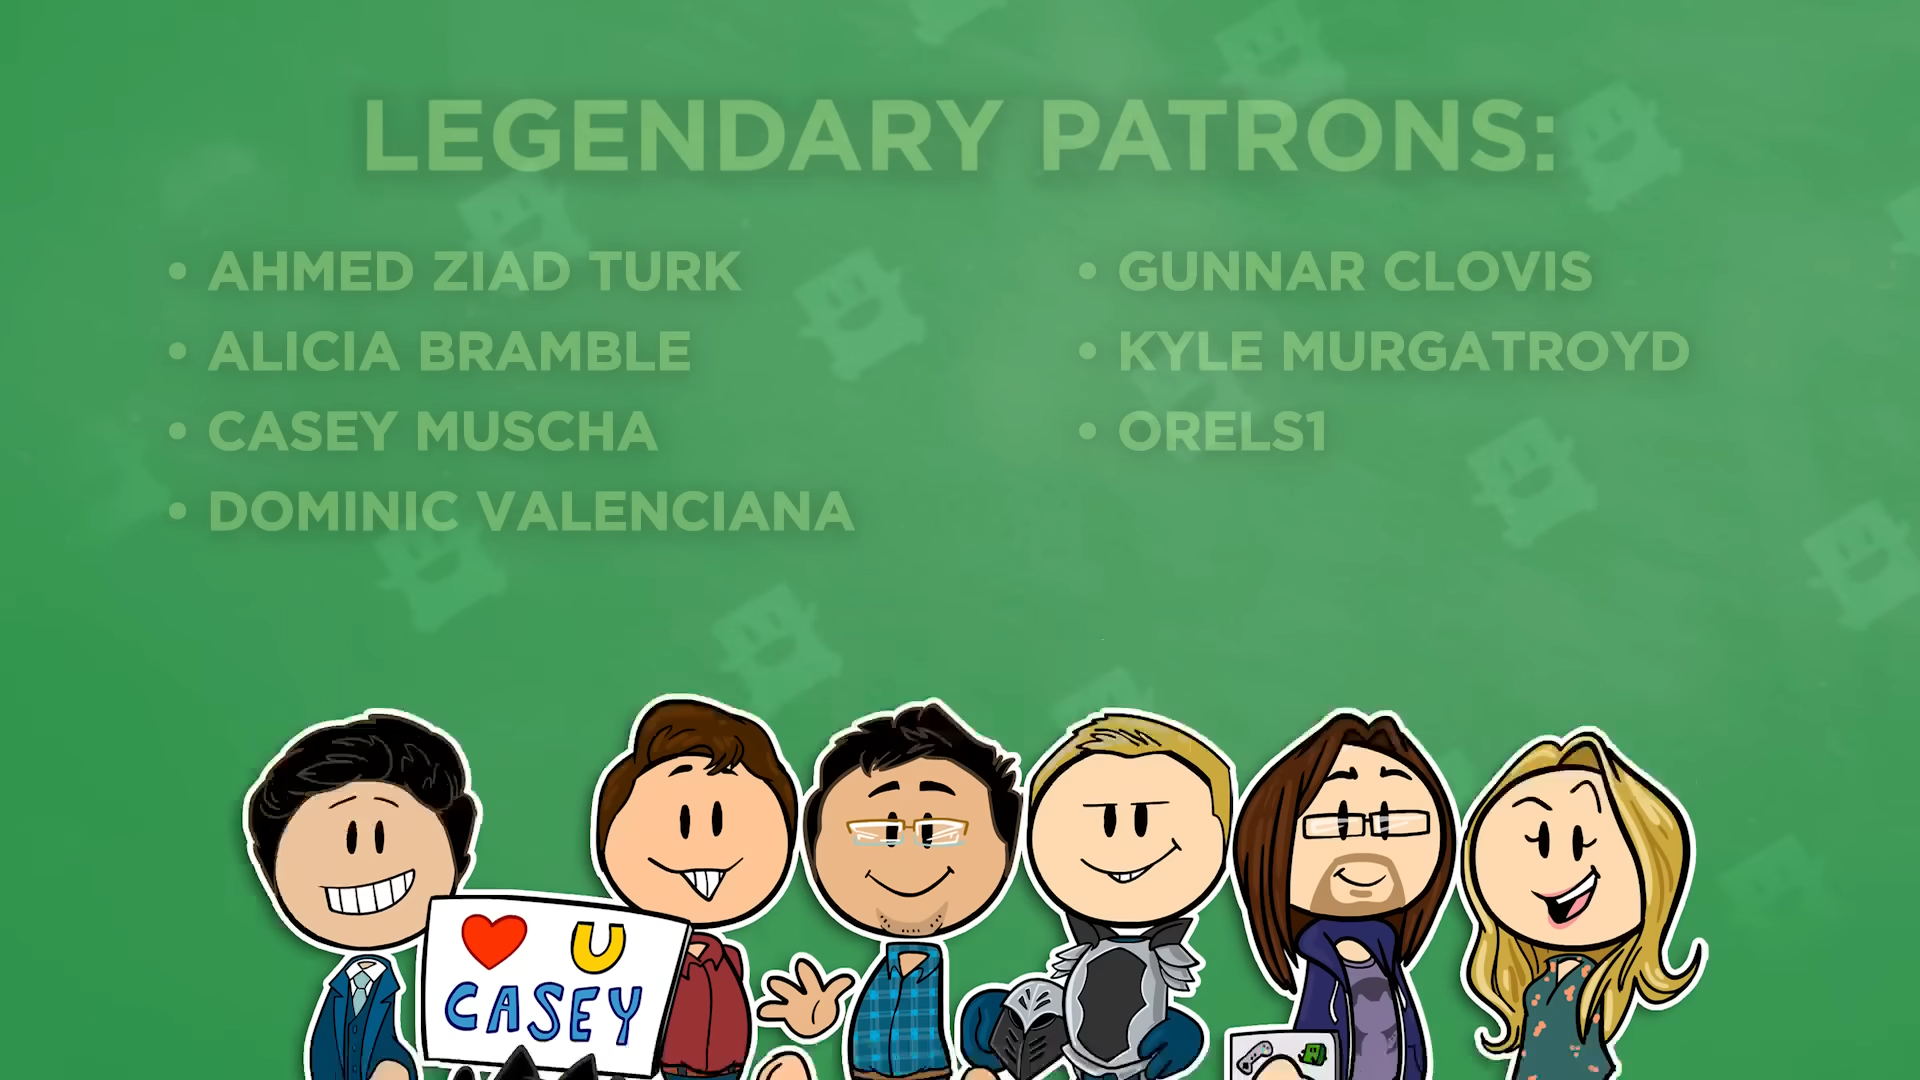 LEGENDARY PATRONS:
• AHMED ZIAD TURK
• ALICIA BRAMBLE
• CASEY MUSCHA
• DOMINIC VALENCIANA
• GUNNAR CLOVIS
• KYLE MURGATROYD
• ORELS1
U
CASEY